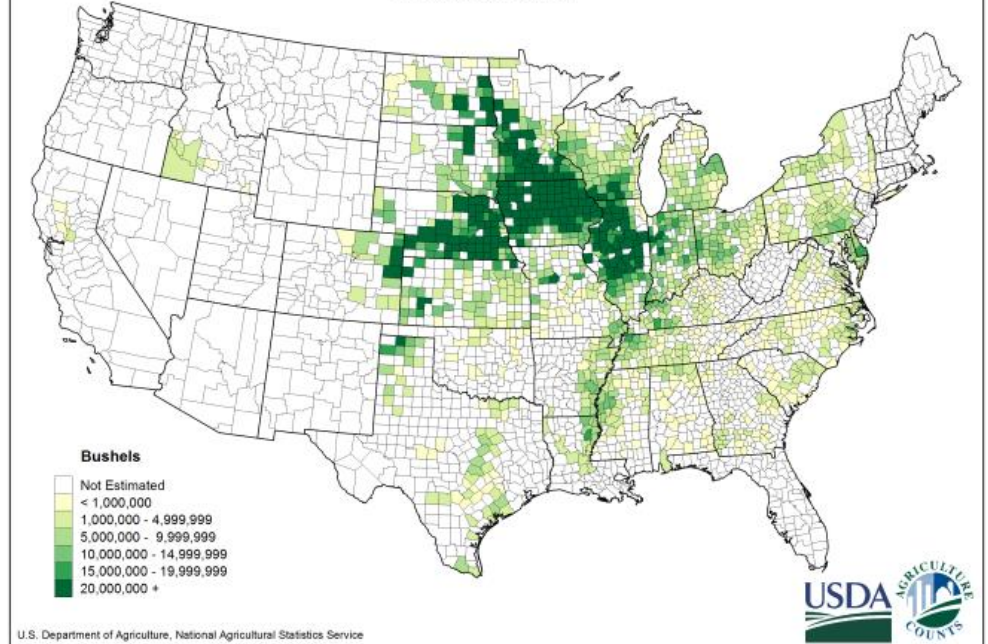 Bushels
Not Estimated
< 1,000,000
1,000,000 - 4,999,999
5,000,000 - 9,999,999
10,000,000 - 14,999,999
15,000,000 - 19,999,999
20,000,000 +
USDA
AGRICULTURE
COUNTS
U.S. Department of Agriculture, National Agricultural Statistics Service